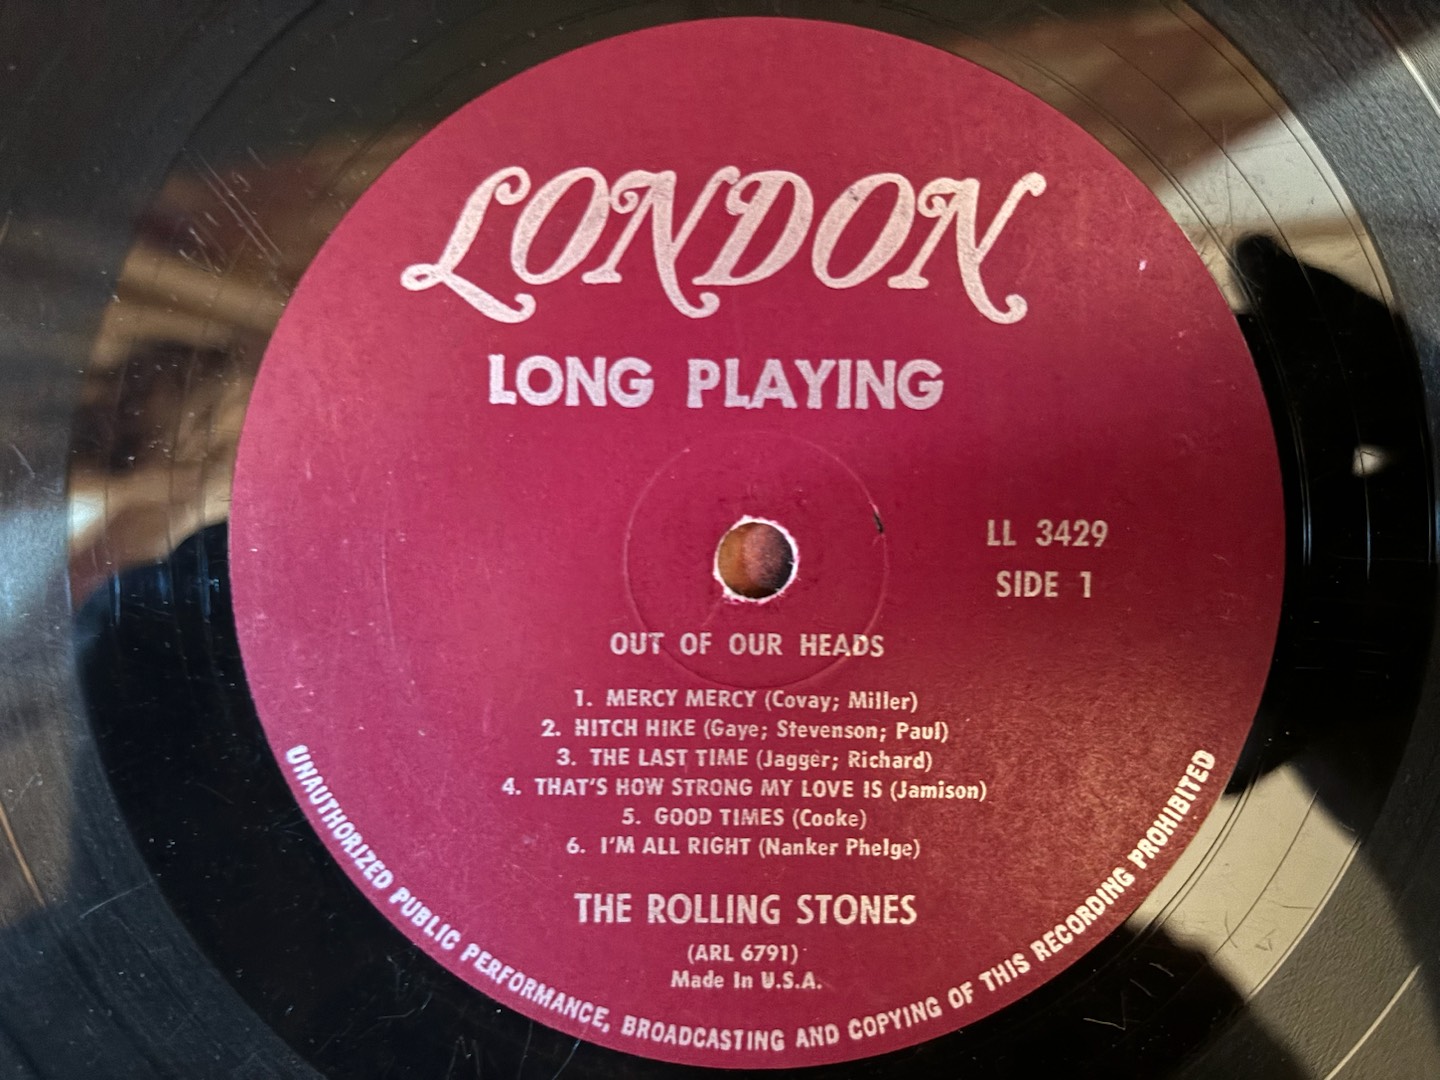 LONDON
LONG PLAYING
LL 3429
SIDE 1
OUT OF OUR HEADS
1. MERCY MERCY (Covay; Miller)
2. HITCH HIKE (Gaye; Stevenson; Paul)
3. THE LAST TIME (Jagger; Richard)
4. THAT'S HOW STRONG MY LOVE IS (Jamison)
5. GOOD TIMES (Cooke)
6. I'M ALL RIGHT (Nanker Phelge)
THE ROLLING STONES
(ARL 6791)
Made In U.S.A.
UNAUTHORIZED PUBLIC PERFORMANCE, BROADCASTING AND COPYING OF THIS RECORDING PROHIBITED